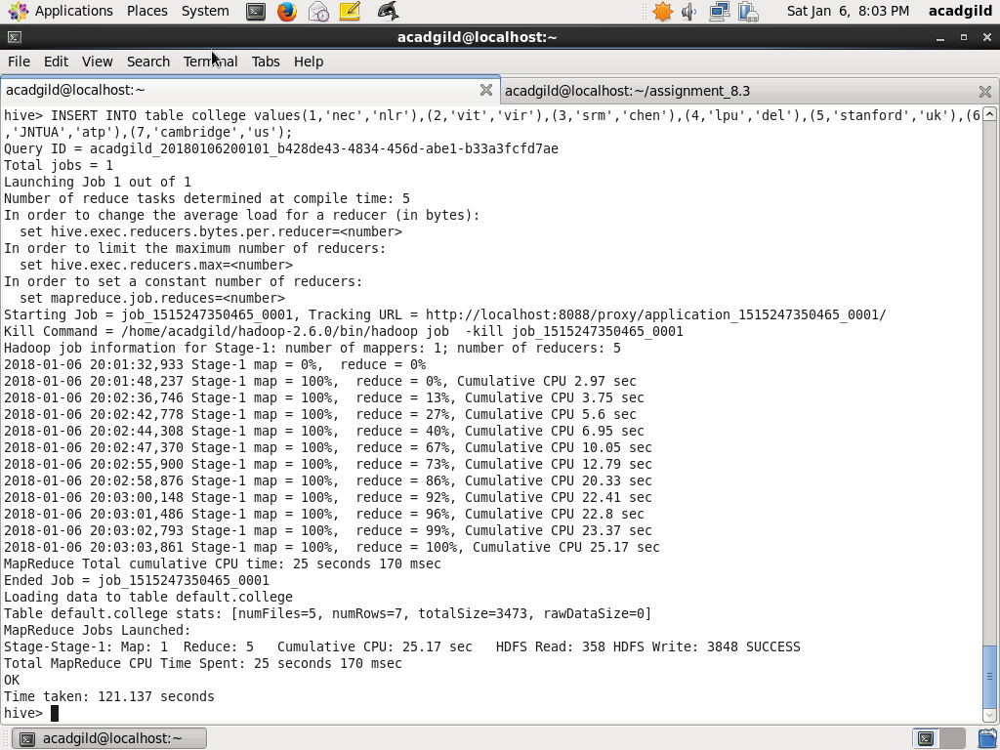 Applications Places System Sat Jan 6, 8:03 PM acadgild
acadgild@localhost:~
File Edit View Search Terminal Tabs Help
acadgild@localhost:~ acadgild@localhost:~/assignment_8.3
hive> INSERT INTO table college values(1,'nec','nlr'),(2,'vit','vir'),(3,'srm','chen'),(4,'lpu','del'),(5,'stanford','uk'),(6
,'JNTUA','atp'),(7,'cambridge','us');
Query ID = acadgild_20180106200101_b428de43-4834-456d-abe1-b33a3fcfd7ae
Total jobs = 1
Launching Job 1 out of 1
Number of reduce tasks determined at compile time: 5
In order to change the average load for a reducer (in bytes):
  set hive.exec.reducers.bytes.per.reducer=<number>
In order to limit the maximum number of reducers:
  set hive.exec.reducers.max=<number>
In order to set a constant number of reducers:
  set mapreduce.job.reduces=<number>
Starting Job = job_1515247350465_0001, Tracking URL = http://localhost:8088/proxy/application_1515247350465_0001/
Kill Command = /home/acadgild/hadoop-2.6.0/bin/hadoop job  -kill job_1515247350465_0001
Hadoop job information for Stage-1: number of mappers: 1; number of reducers: 5
2018-01-06 20:01:32,933 Stage-1 map = 0%,  reduce = 0%
2018-01-06 20:01:48,237 Stage-1 map = 100%,  reduce = 0%, Cumulative CPU 2.97 sec
2018-01-06 20:02:36,746 Stage-1 map = 100%,  reduce = 13%, Cumulative CPU 3.75 sec
2018-01-06 20:02:42,778 Stage-1 map = 100%,  reduce = 27%, Cumulative CPU 5.6 sec
2018-01-06 20:02:44,308 Stage-1 map = 100%,  reduce = 40%, Cumulative CPU 6.95 sec
2018-01-06 20:02:47,370 Stage-1 map = 100%,  reduce = 67%, Cumulative CPU 10.05 sec
2018-01-06 20:02:55,900 Stage-1 map = 100%,  reduce = 73%, Cumulative CPU 12.79 sec
2018-01-06 20:02:58,876 Stage-1 map = 100%,  reduce = 86%, Cumulative CPU 20.33 sec
2018-01-06 20:03:00,148 Stage-1 map = 100%,  reduce = 92%, Cumulative CPU 22.41 sec
2018-01-06 20:03:01,486 Stage-1 map = 100%,  reduce = 96%, Cumulative CPU 22.8 sec
2018-01-06 20:03:02,793 Stage-1 map = 100%,  reduce = 99%, Cumulative CPU 23.37 sec
2018-01-06 20:03:03,861 Stage-1 map = 100%,  reduce = 100%, Cumulative CPU 25.17 sec
MapReduce Total cumulative CPU time: 25 seconds 170 msec
Ended Job = job_1515247350465_0001
Loading data to table default.college
Table default.college stats: [numFiles=5, numRows=7, totalSize=3473, rawDataSize=0]
MapReduce Jobs Launched:
Stage-Stage-1: Map: 1  Reduce: 5   Cumulative CPU: 25.17 sec   HDFS Read: 358 HDFS Write: 3848 SUCCESS
Total MapReduce CPU Time Spent: 25 seconds 170 msec
OK
Time taken: 121.137 seconds
hive>
acadgild@localhost:~